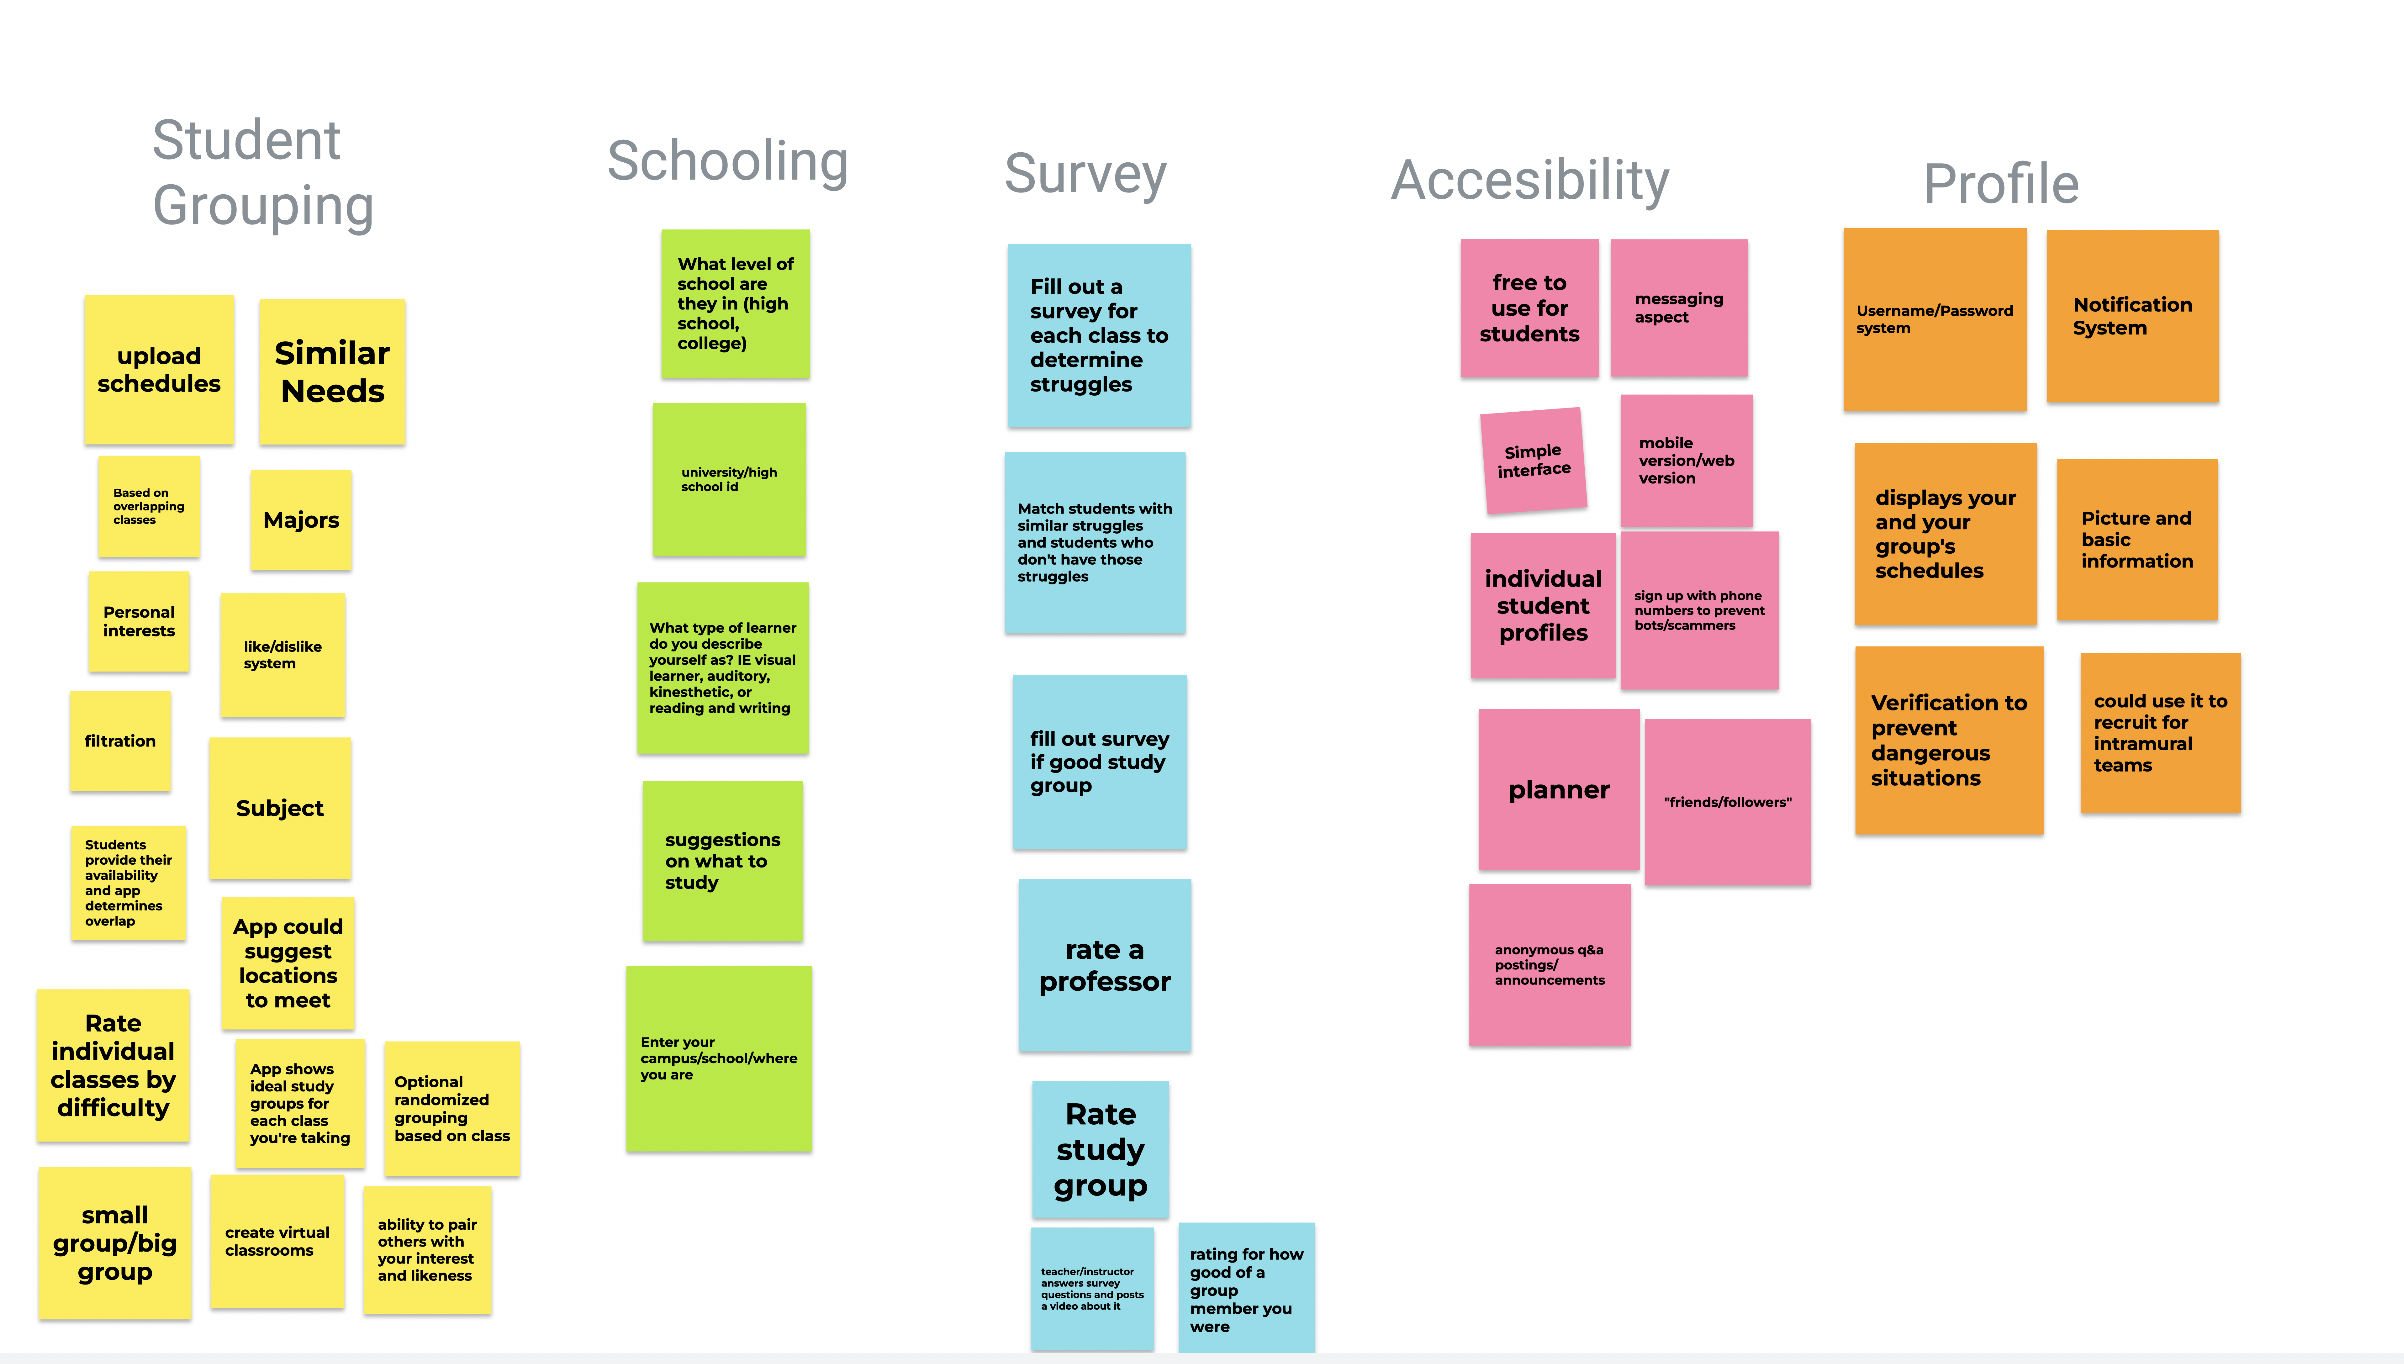 Student
Grouping
upload
schedules
Similar
Needs
Based on
overlapping
classes
Majors
Personal
interests
like/dislike
system
filtration
Subject
Students
provide their
availability
and app
determines
overlap
App could
suggest
locations
to meet
Rate
individual
classes by
difficulty
App shows
ideal study
groups for
each class
you're taking
Optional
randomized
grouping
based on class
small
group/big
group
create virtual
classrooms
ability to pair
others with
your interest
and likeness
Schooling
What level of
school are
they in (high
school,
college)
university/high
school id
What type of learner
do you describe
yourself as? IE visual
learner, auditory,
kinesthetic, or
reading and writing
suggestions
on what to
study
Enter your
campus/school/where
you are
Survey
Fill out a
survey for
each class to
determine
struggles
Match students with
similar struggles
and students who
don't have those
struggles
fill out survey
if good study
group
rate a
professor
Rate
study
group
teacher/instructor
answers survey
questions and posts
a video about it
rating for how
good of a
group
member you
were
Accesibility
free to
use for
students
messaging
aspect
Simple
interface
mobile
version/web
version
individual
student
profiles
sign up with phone
numbers to prevent
bots/scammers
planner
"friends/followers"
anonymous q&a
postings/
announcements
Profile
Username/Password
system
Notification
System
displays your
and your
group's
schedules
Picture and
basic
information
Verification to
prevent
dangerous
situations
could use it to
recruit for
intramural
teams